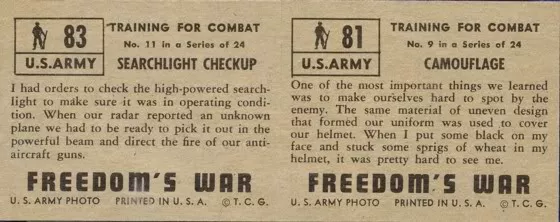 83
U.S.ARMY
TRAINING FOR COMBAT
No. 11 in a Series of 24
SEARCHLIGHT CHECKUP
I had orders to check the high-powered search-
light to make sure it was in operating condi-
tion. When our radar reported an unknown
plane we had to be ready to pick it out in the
powerful beam and direct the fire of our anti-
aircraft guns.
FREEDOM'S WAR
U. S. ARMY PHOTO PRINTED IN U. S. A. © T. C. G.
81
U.S.ARMY
TRAINING FOR COMBAT
No. 9 in a Series of 24
CAMOUFLAGE
One of the most important things we learned
was to make ourselves hard to spot by the
enemy. The same material of uneven design
that formed our uniform was used to cover
our helmet. When I put some black on my
face and stuck some sprigs of wheat in my
helmet, it was pretty hard to see me.
FREEDOM'S WAR
U. S. ARMY PHOTO PRINTED IN U. S. A. © T. C. G.